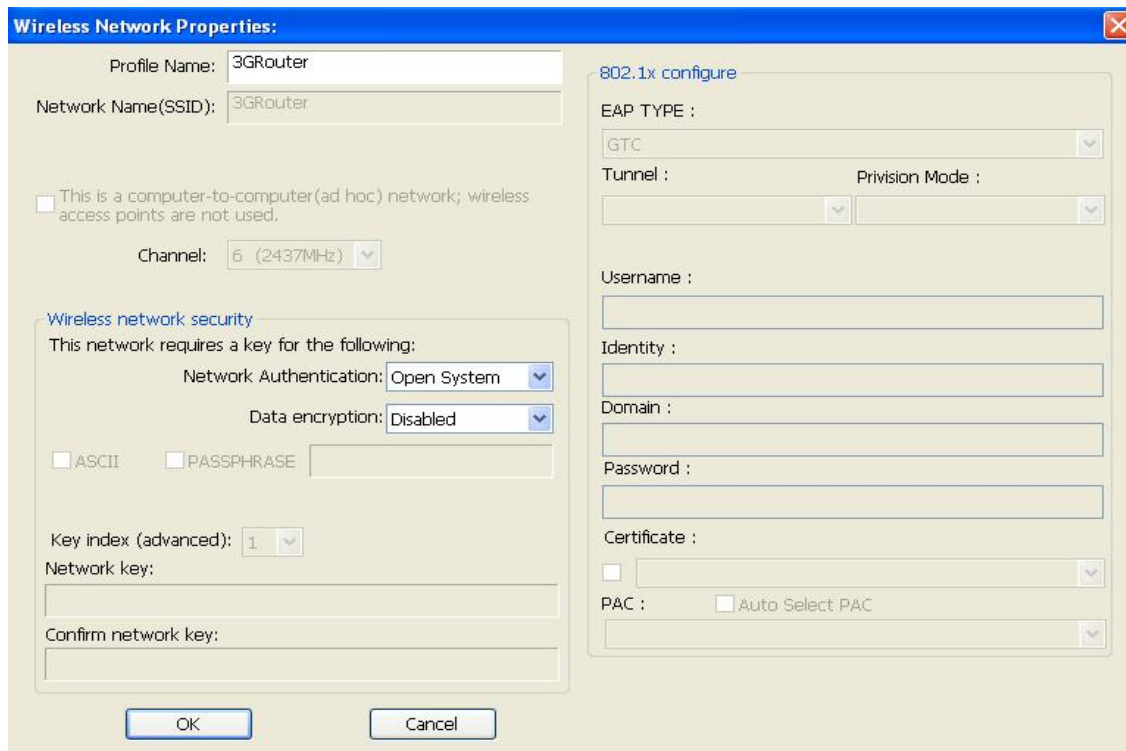 Wireless Network Properties:
Profile Name: 3GRouter
Network Name(SSID): 3GRouter
This is a computer-to-computer(ad hoc) network; wireless
access points are not used.
Channel: 6 (2437MHz)
Wireless network security
This network requires a key for the following:
Network Authentication: Open System
Data encryption: Disabled
ASCII PASSPHRASE
Key index (advanced): 1
Network key:
Confirm network key:
OK Cancel
802.1x configure
EAP TYPE :
GTC
Tunnel : Privision Mode :
Username :
Identity :
Domain :
Password :
Certificate :
PAC : Auto Select PAC